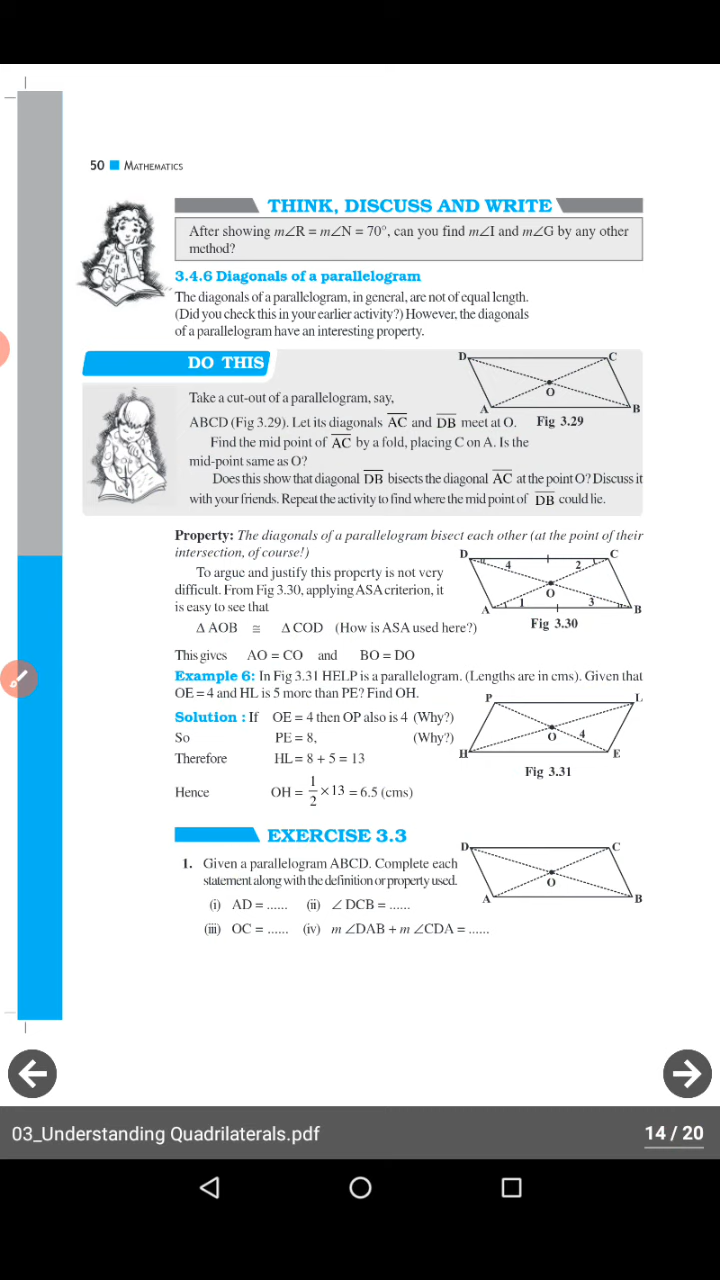 50 MATHEMATICS
THINK, DISCUSS AND WRITE
After showing m∠R = m∠N = 70°, can you find m∠I and m∠G by any other
method?
3.4.6 Diagonals of a parallelogram
The diagonals of a parallelogram, in general, are not of equal length.
(Did you check this in your earlier activity?) However, the diagonals
of a parallelogram have an interesting property.
DO THIS
D C
O
A B
Take a cut-out of a parallelogram, say,
ABCD (Fig 3.29). Let its diagonals AC and DB meet at O. Fig 3.29
Find the mid point of AC by a fold, placing C on A. Is the
mid-point same as O?
Does this show that diagonal DB bisects the diagonal AC at the point O? Discuss it
with your friends. Repeat the activity to find where the mid point of DB could lie.
Property: The diagonals of a parallelogram bisect each other (at the point of their
intersection, of course!)
D C
4 2
O
1 3
A B
To argue and justify this property is not very
difficult. From Fig 3.30, applying ASA criterion, it
is easy to see that
Δ AOB ≅ Δ COD (How is ASA used here?)
Fig 3.30
This gives AO = CO and BO = DO
Example 6: In Fig 3.31 HELP is a parallelogram. (Lengths are in cms). Given that
OE = 4 and HL is 5 more than PE? Find OH.
P L
O 4
H E
Fig 3.31
Solution : If OE = 4 then OP also is 4 (Why?)
So PE = 8, (Why?)
Therefore HL = 8 + 5 = 13
Hence OH = 1/2 × 13 = 6.5 (cms)
EXERCISE 3.3
D C
O
A B
1. Given a parallelogram ABCD. Complete each
statement along with the definition or property used.
(i) AD = ...... (ii) ∠ DCB = ......
(iii) OC = ...... (iv) m ∠DAB + m ∠CDA = ......
03_Understanding Quadrilaterals.pdf 14 / 20